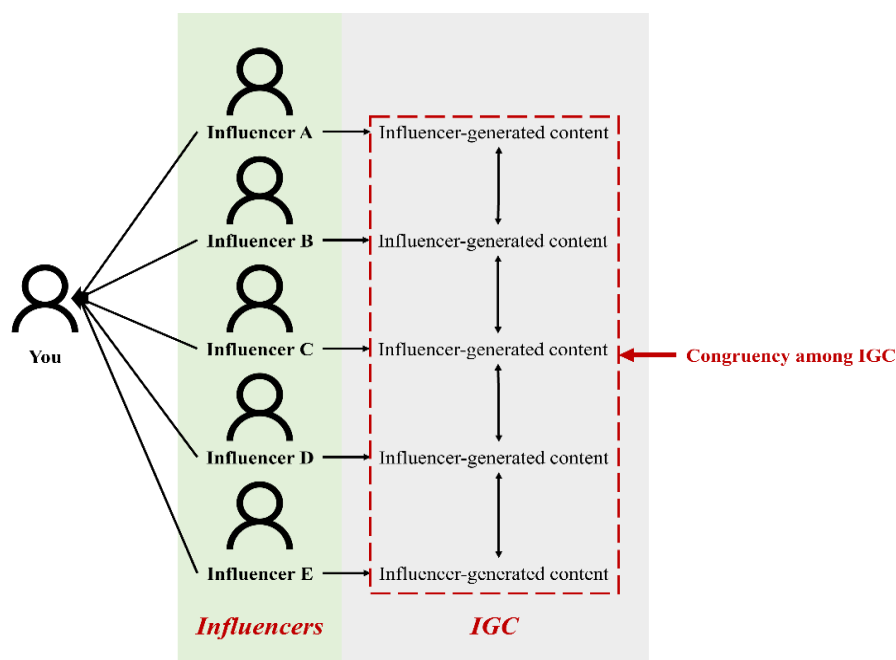 Influencer A
Influencer-generated content
Influencer B
Influencer-generated content
You
Influencer C
Influencer-generated content
Congruency among IGC
Influencer D
Influencer-generated content
Influencer E
Influencer-generated content
Influencers
IGC